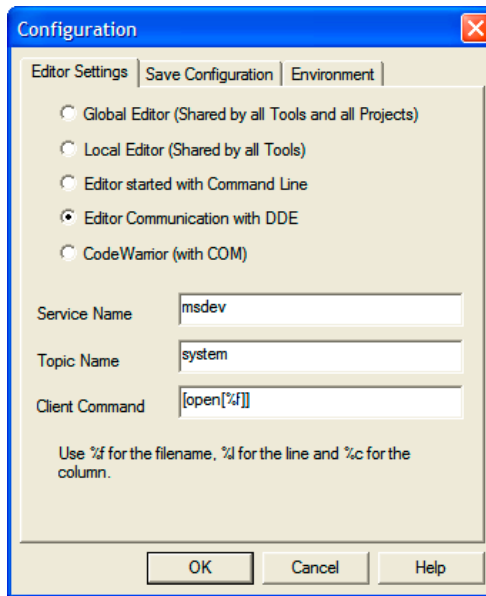 Configuration
Editor Settings Save Configuration Environment
Global Editor (Shared by all Tools and all Projects)
Local Editor (Shared by all Tools)
Editor started with Command Line
Editor Communication with DDE
CodeWarrior (with COM)
Service Name msdev
Topic Name system
Client Command [open[%f]]
Use %f for the filename, %l for the line and %c for the
column.
OK Cancel Help